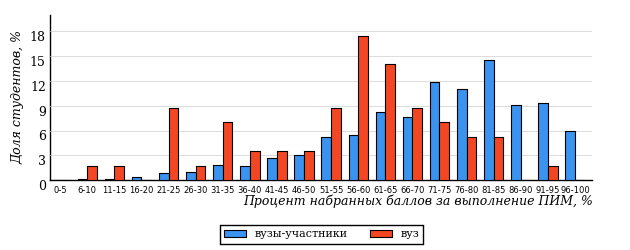 Доля студентов, %
18
15
12
9
6
3
0
0-5 6-10 11-15 16-20 21-25 26-30 31-35 36-40 41-45 46-50 51-55 56-60 61-65 66-70 71-75 76-80 81-85 86-90 91-95 96-100
Процент набранных баллов за выполнение ПИМ, %
вузы-участники вуз